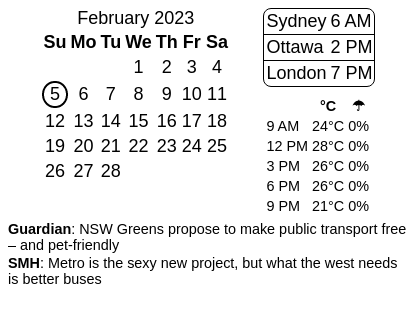 February 2023
Su Mo Tu We Th Fr Sa
1 2 3 4
5 6 7 8 9 10 11
12 13 14 15 16 17 18
19 20 21 22 23 24 25
26 27 28
Sydney 6 AM
Ottawa 2 PM
London 7 PM
°C ☂
9 AM 24°C 0%
12 PM 28°C 0%
3 PM 26°C 0%
6 PM 26°C 0%
9 PM 21°C 0%
Guardian: NSW Greens propose to make public transport free
– and pet-friendly
SMH: Metro is the sexy new project, but what the west needs
is better buses